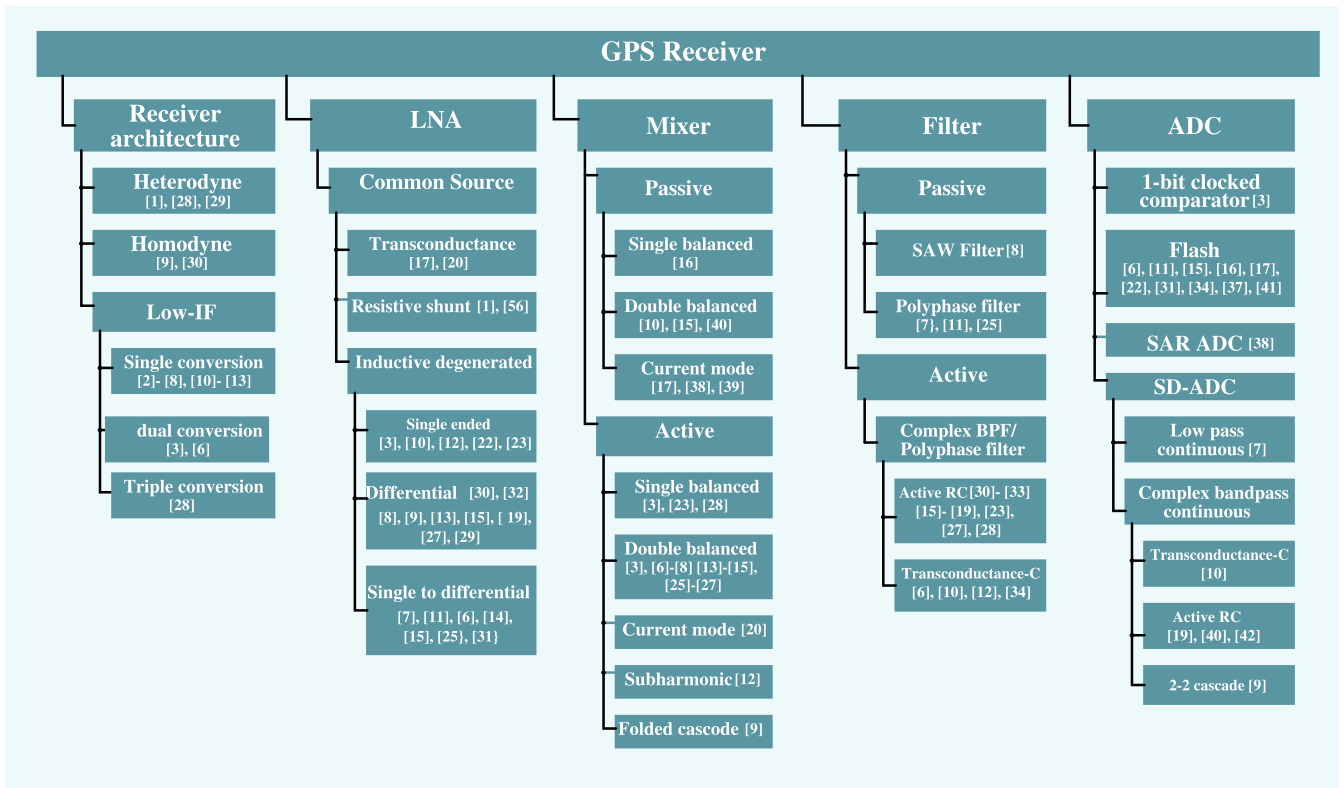 GPS Receiver
Receiver
architecture
Heterodyne
[1], [28], [29]
Homodyne
[9], [30]
Low-IF
Single conversion
[2]- [8], [10]- [13]
dual conversion
[3], [6]
Triple conversion
[28]
LNA
Common Source
Transconductance
[17], [20]
Resistive shunt [1], [56]
Inductive degenerated
Single ended
[3], [10], [12], [22], [23]
Differential [30], [32]
[8], [9], [13], [15], [ 19],
[27], [29]
Single to differential
[7], [11], [6], [14],
[15], [25}, [31}
Mixer
Passive
Single balanced
[16]
Double balanced
[10], [15], [40]
Current mode
[17], [38], [39]
Active
Single balanced
[3], [23], [28]
Double balanced
[3], [6]-[8] [13]-[15],
[25]-[27]
Current mode [20]
Subharmonic [12]
Folded cascode [9]
Filter
Passive
SAW Filter[8]
Polyphase filter
[7}, [11], [25]
Active
Complex BPF/
Polyphase filter
Active RC[30]- [33]
[15]- [19], [23],
[27], [28]
Transconductance-C
[6], [10], [12], [34]
ADC
1-bit clocked
comparator [3]
Flash
[6], [11], [15]. [16], [17],
[22], [31], [34], [37], [41]
SAR ADC [38]
SD-ADC
Low pass
continuous [7]
Complex bandpass
continuous
Transconductance-C
[10]
Active RC
[19], [40], [42]
2-2 cascade [9]